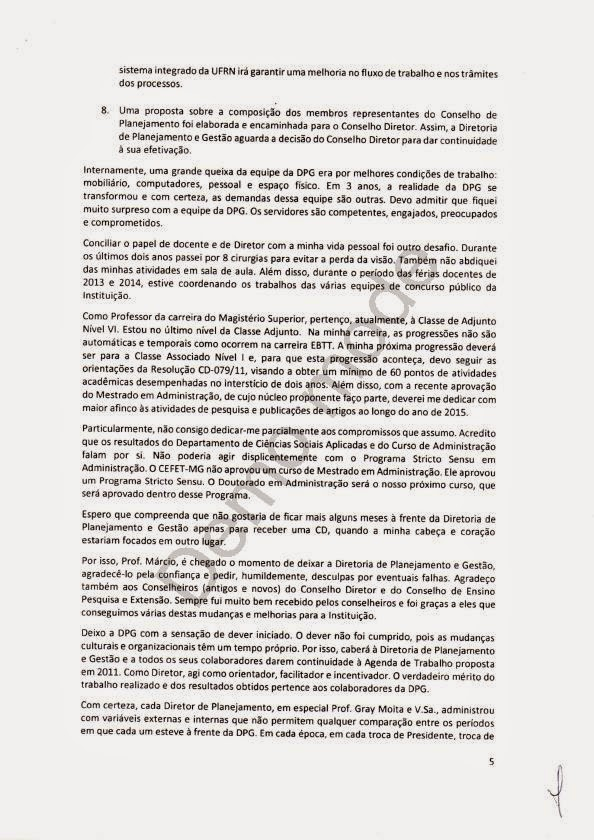 sistema integrado da UFRN irá garantir uma melhoria no fluxo de trabalho e nos trâmites
dos processos.
8. Uma proposta sobre a composição dos membros representantes do Conselho de
Planejamento foi elaborada e encaminhada para o Conselho Diretor. Assim, a Diretoria
de Planejamento e Gestão aguarda a decisão do Conselho Diretor para dar continuidade
à sua efetivação.
Internamente, uma grande queixa da equipe da DPG era por melhores condições de trabalho:
mobiliário, computadores, pessoal e espaço físico. Em 3 anos, a realidade da DPG se
transformou e com certeza, as demandas dessa equipe são outras. Devo admitir que fiquei
muito surpreso com a equipe da DPG. Os servidores são competentes, engajados, preocupados
e comprometidos.
Conciliar o papel de docente e de Diretor com a minha vida pessoal foi outro desafio. Durante
os últimos dois anos passei por 8 cirurgias para evitar a perda da visão. Também não abdiquei
das minhas atividades em sala de aula. Além disso, durante o período das férias docentes de
2013 e 2014, estive coordenando os trabalhos das várias equipes de concurso público da
Instituição.
Como Professor da carreira do Magistério Superior, pertenço, atualmente, à Classe de Adjunto
Nível VI. Estou no último nível da Classe Adjunto. Na minha carreira, as progressões não são
automáticas e temporais como ocorrem na carreira EBTT. A minha próxima progressão deverá
ser para a Classe Associado Nível I e, para que esta progressão aconteça, devo seguir as
orientações da Resolução CD-079/11, visando a obter um mínimo de 60 pontos de atividades
acadêmicas desempenhadas no interstício de dois anos. Além disso, com a recente aprovação
do Mestrado em Administração, de cujo núcleo proponente faço parte, deverei me dedicar com
maior afinco às atividades de pesquisa e publicações de artigos ao longo do ano de 2015.
Particularmente, não consigo dedicar-me parcialmente aos compromissos que assumo. Acredito
que os resultados do Departamento de Ciências Sociais Aplicadas e do Curso de Administração
falam por si. Não poderia agir displicentemente com o Programa Stricto Sensu em
Administração. O CEFET-MG não aprovou um curso de Mestrado em Administração. Ele aprovou
um Programa Stricto Sensu. O Doutorado em Administração será o nosso próximo curso, que
será aprovado dentro desse Programa.
Espero que compreenda que não gostaria de ficar mais alguns meses à frente da Diretoria de
Planejamento e Gestão apenas para receber uma CD, quando a minha cabeça e coração
estariam focados em outro lugar.
Por isso, Prof. Márcio, é chegado o momento de deixar a Diretoria de Planejamento e Gestão,
agradecê-lo pela confiança e pedir, humildemente, desculpas por eventuais falhas. Agradeço
também aos Conselheiros (antigos e novos) do Conselho Diretor e do Conselho de Ensino
Pesquisa e Extensão. Sempre fui muito bem recebido pelos conselheiros e foi graças a eles que
conseguimos várias destas mudanças e melhorias para a Instituição.
Deixo a DPG com a sensação de dever iniciado. O dever não foi cumprido, pois as mudanças
culturais e organizacionais têm um tempo próprio. Por isso, caberá à Diretoria de Planejamento
e Gestão e a todos os seus colaboradores darem continuidade à Agenda de Trabalho proposta
em 2011. Como Diretor, agi como orientador, facilitador e incentivador. O verdadeiro mérito do
trabalho realizado e dos resultados obtidos pertence aos colaboradores da DPG.
Com certeza, cada Diretor de Planejamento, em especial Prof. Gray Moita e V.Sa., administrou
com variáveis externas e internas que não permitem qualquer comparação entre os períodos
em que cada um esteve à frente da DPG. Em cada época, em cada troca de Presidente, troca de
5
Demo mode